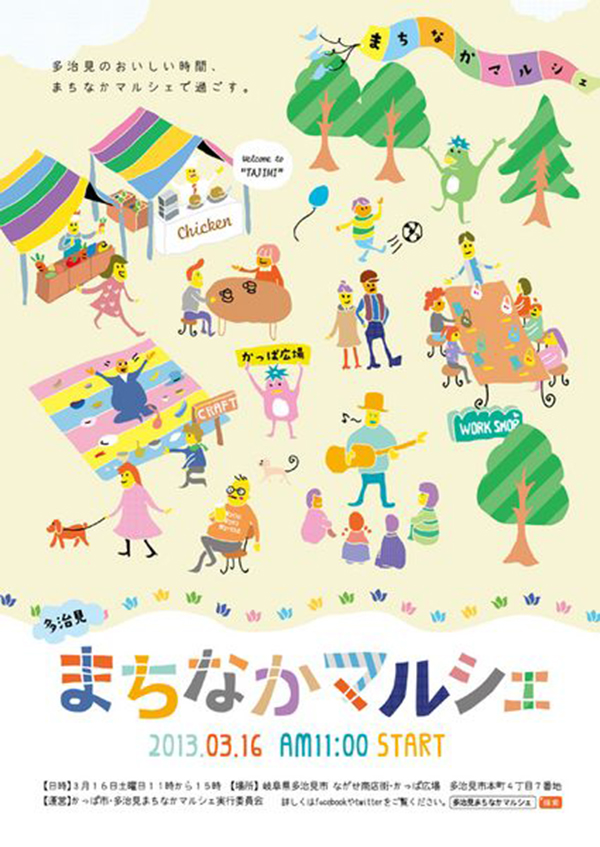 まちなかマルシェ
多治見のおいしい時間、
まちなかマルシェで過ごす。
Welcome to
"TAJIMI"
Chicken
かっぱ広場
CRAFT
WORK SHOP
多治見
まちなかマルシェ
2013.03.16 AM11:00 START
【日時】3月16日土曜日11時から15時 【場所】岐阜県多治見市 ながせ商店街・かっぱ広場 多治見市本町4丁目7番地
【運営】かっぱ市・多治見まちなかマルシェ実行委員会 詳しくはfacebookやtwitterをご覧ください。 多治見まちなかマルシェ 検索